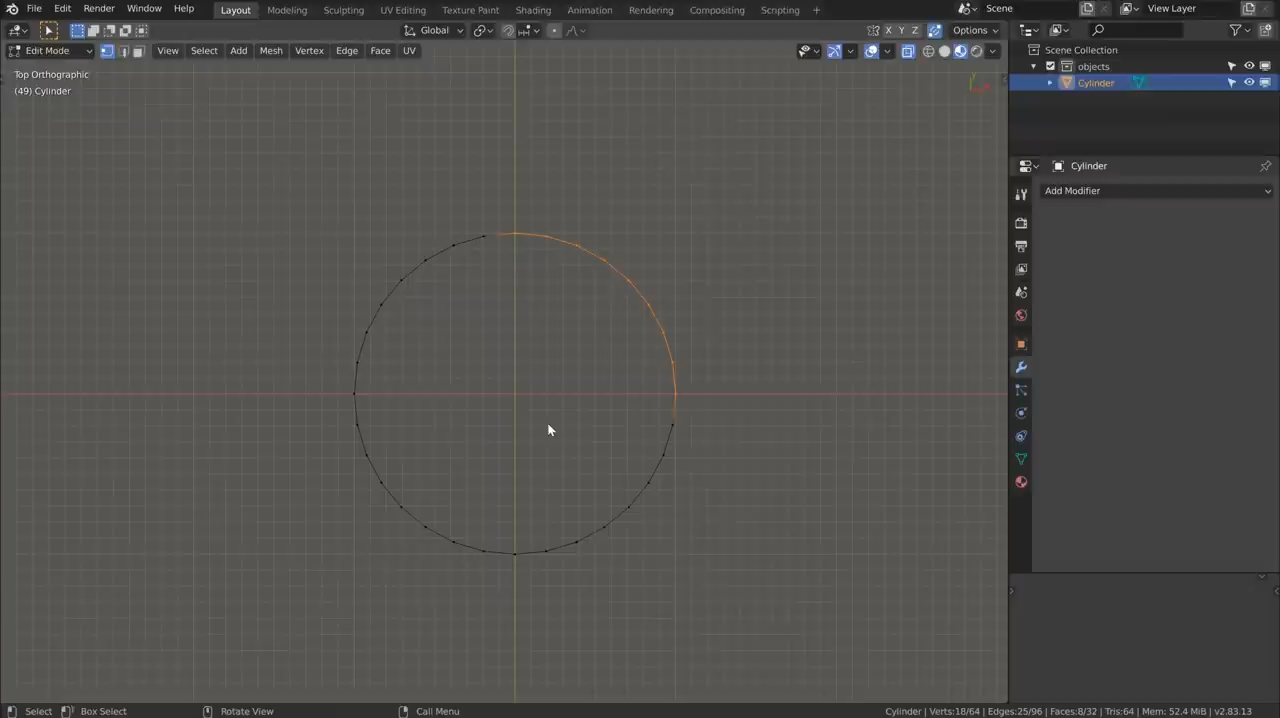 File Edit Render Window Help Layout Modeling Sculpting UV Editing Texture Paint Shading Animation Rendering Compositing Scripting + Scene View Layer
Global X Y Z Options
Edit Mode View Select Add Mesh Vertex Edge Face UV
Scene Collection
objects
Cylinder
Top Orthographic
(49) Cylinder
Cylinder
Add Modifier
Select Box Select Rotate View Call Menu Cylinder | Verts:18/64 | Edges:25/96 | Faces:8/32 | Tris:64 | Mem: 52.4 MiB | v2.83.13